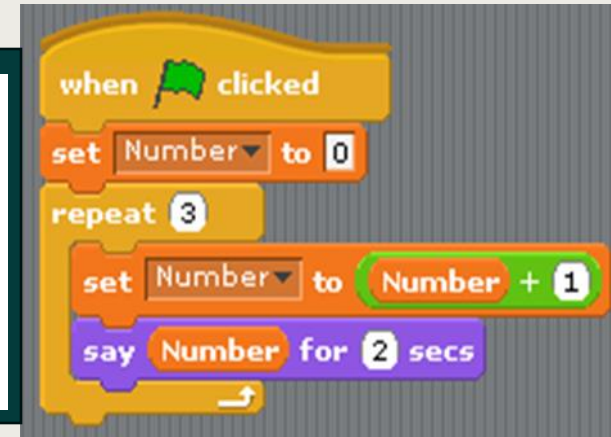 when clicked
set Number to 0
repeat 3
set Number to Number + 1
say Number for 2 secs